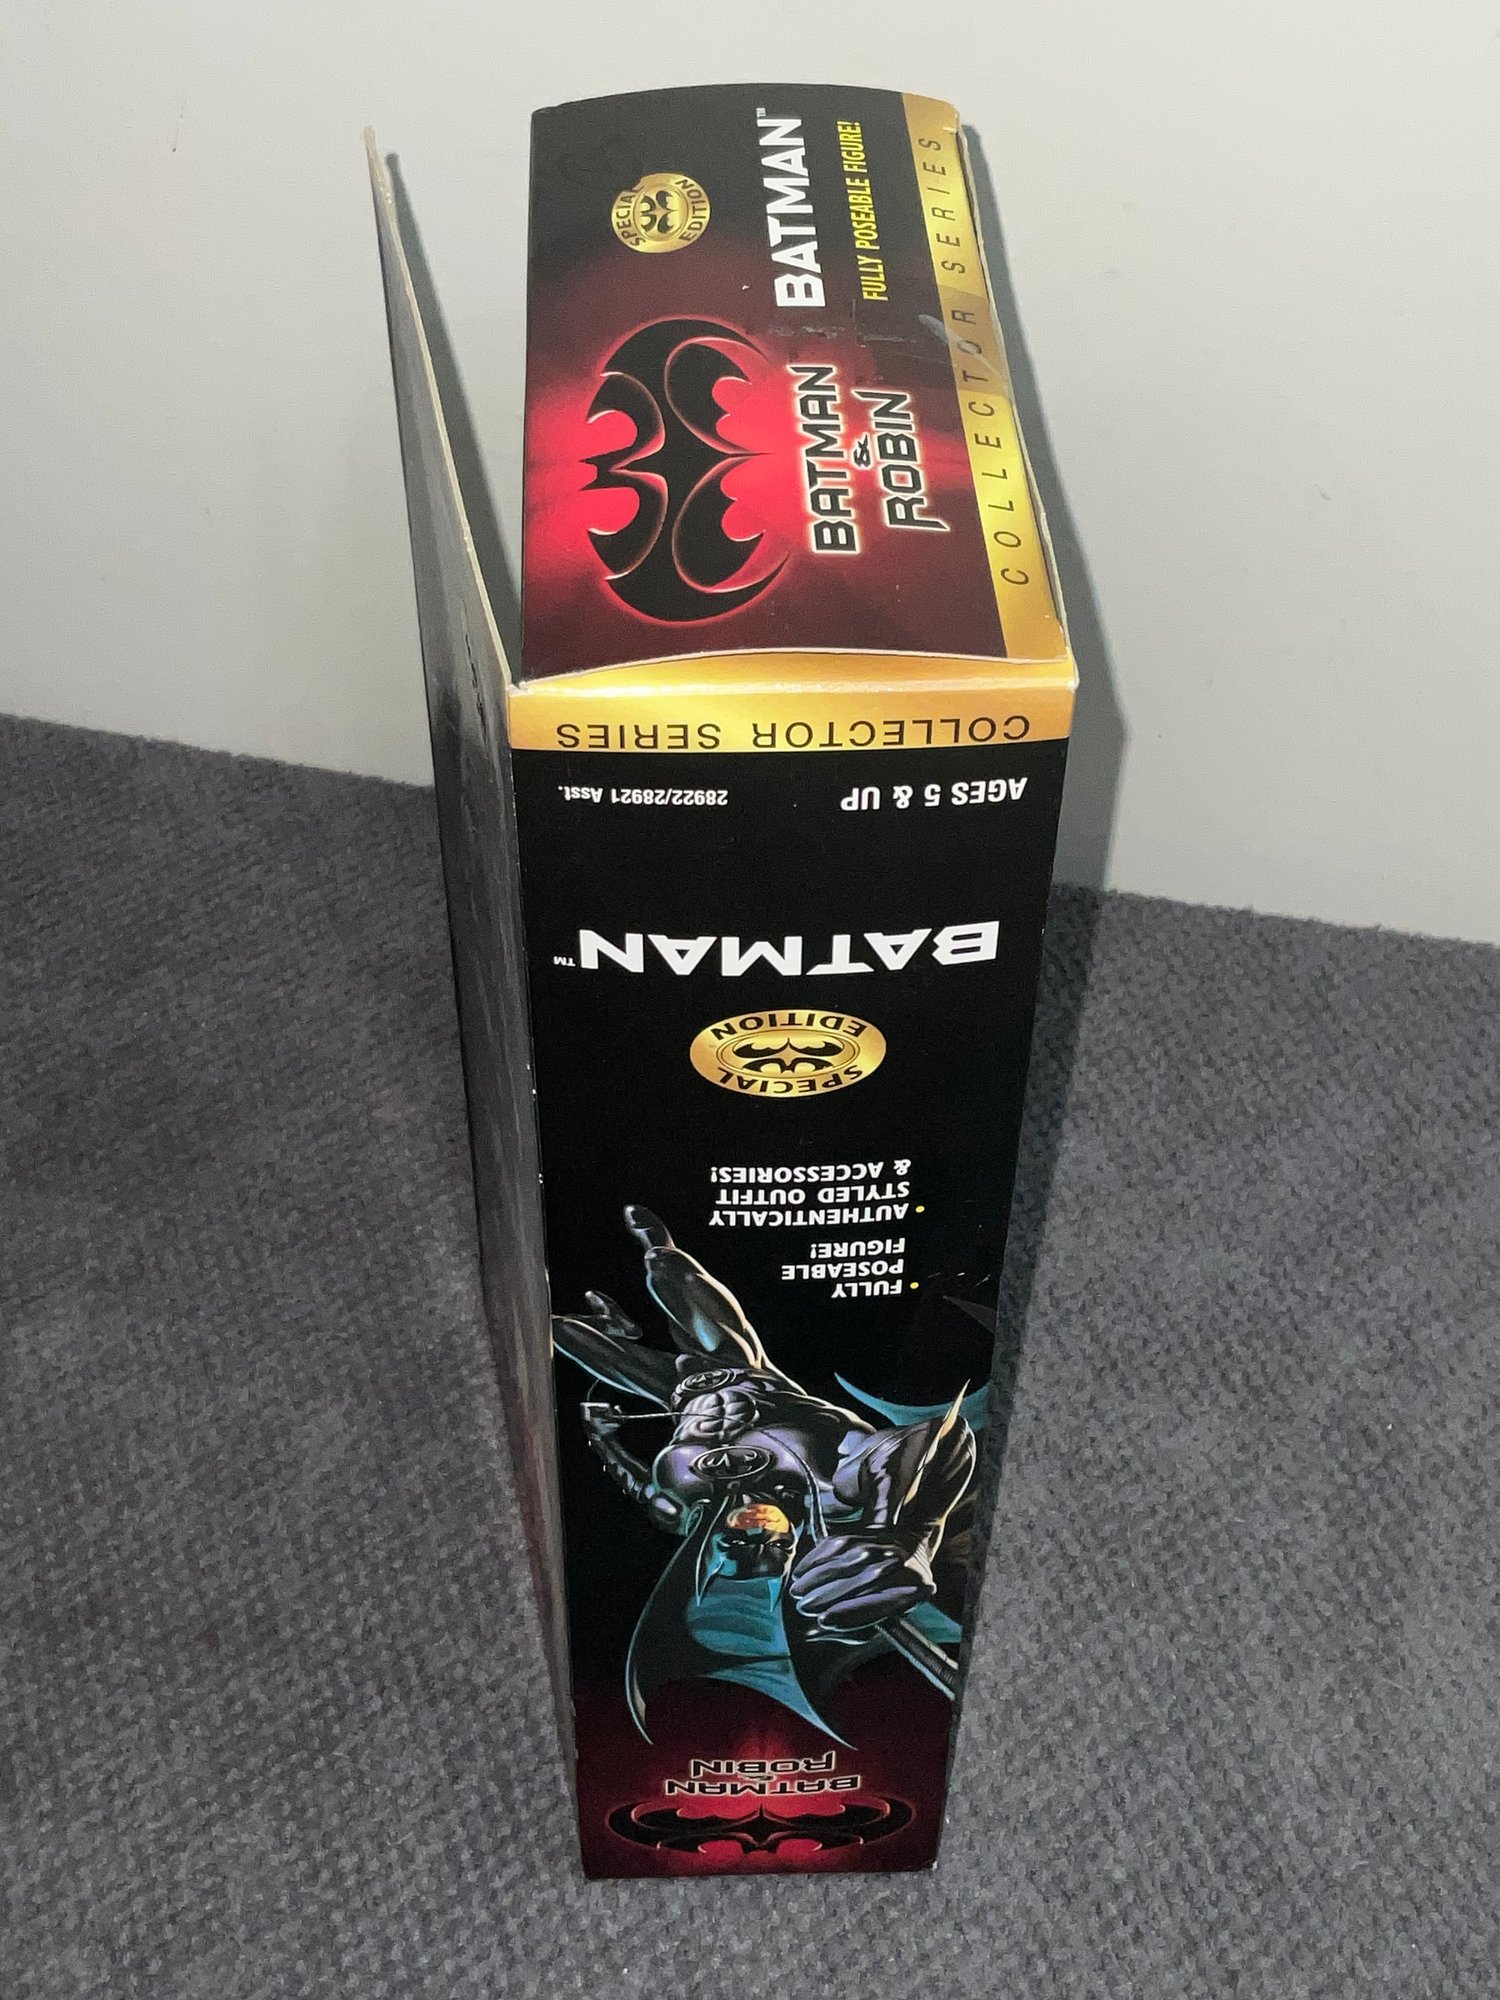 SPECIAL
EDITION
BATMAN™
FULLY POSEABLE FIGURE!
BATMAN
&
ROBIN
COLLECTOR SERIES
COLLECTOR SERIES
AGES 5 & UP
28922/28921 Asst.
BATMAN™
SPECIAL
EDITION
• FULLY
POSEABLE
FIGURE!
• AUTHENTICALLY
STYLED OUTFIT
& ACCESSORIES!
BATMAN
&
ROBIN